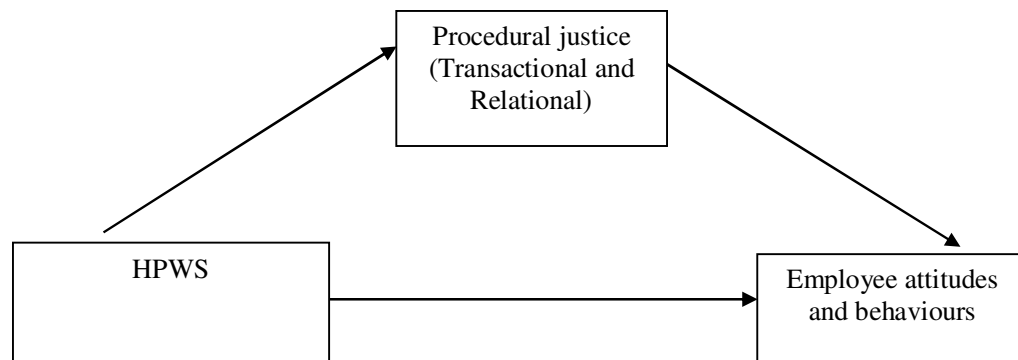 Procedural justice
(Transactional and
Relational)
HPWS
Employee attitudes
and behaviours